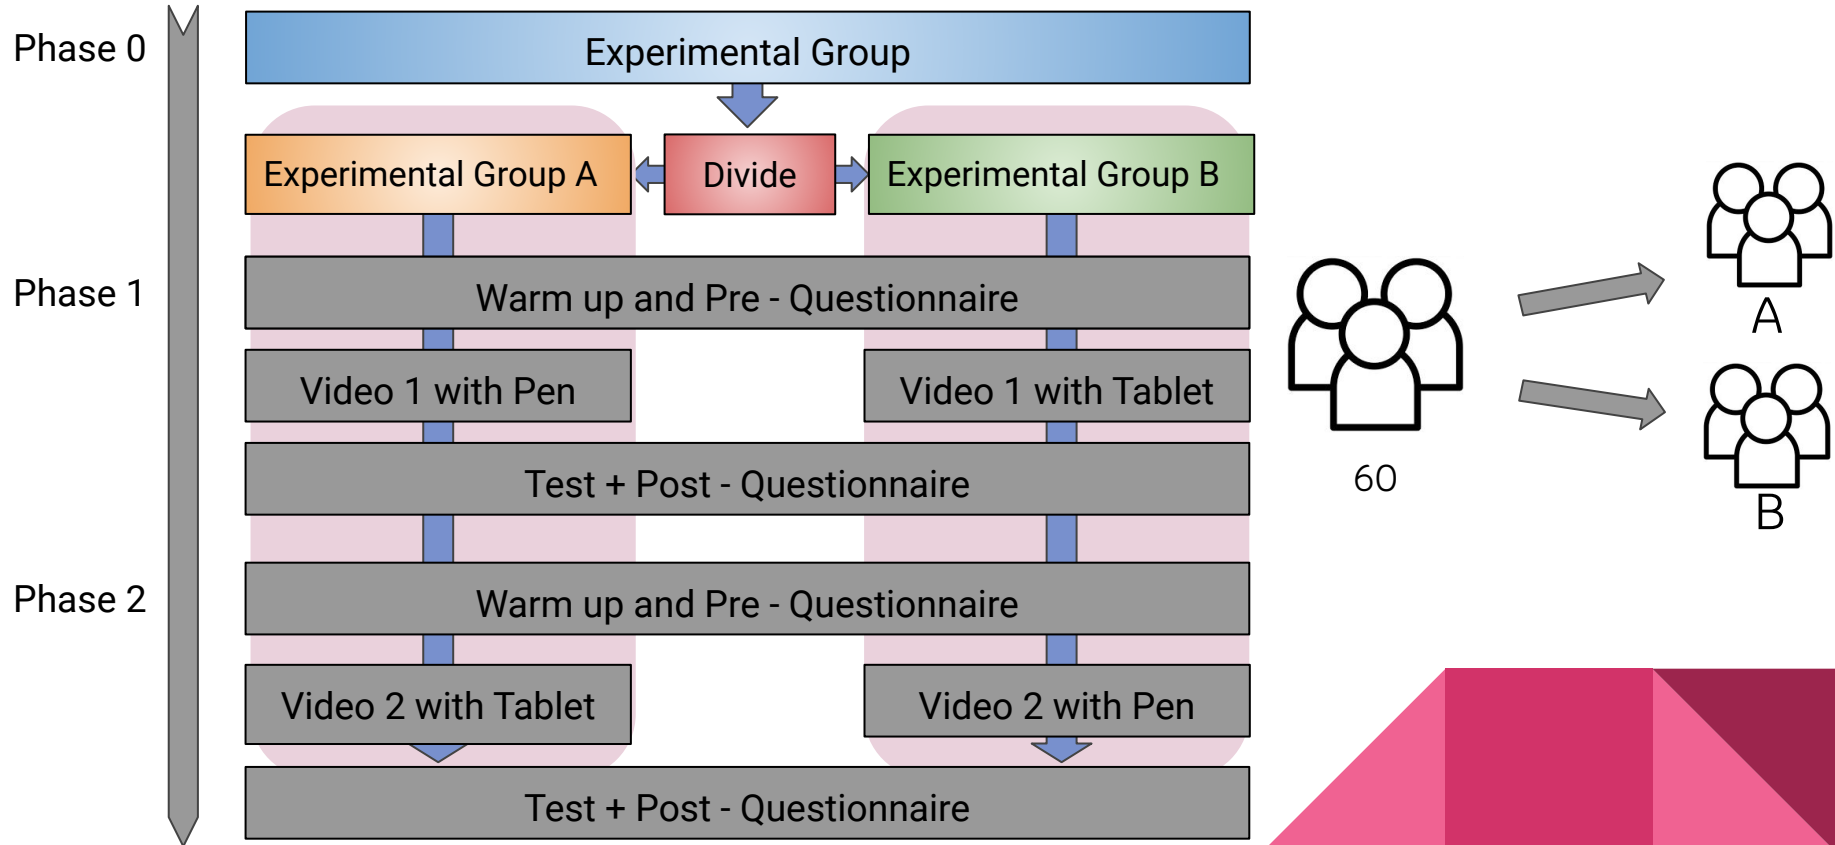 Phase 0
Experimental Group
Experimental Group A
Divide
Experimental Group B
Phase 1
Warm up and Pre - Questionnaire
Video 1 with Pen
Video 1 with Tablet
Test + Post - Questionnaire
Phase 2
Warm up and Pre - Questionnaire
Video 2 with Tablet
Video 2 with Pen
Test + Post - Questionnaire
60
A
B